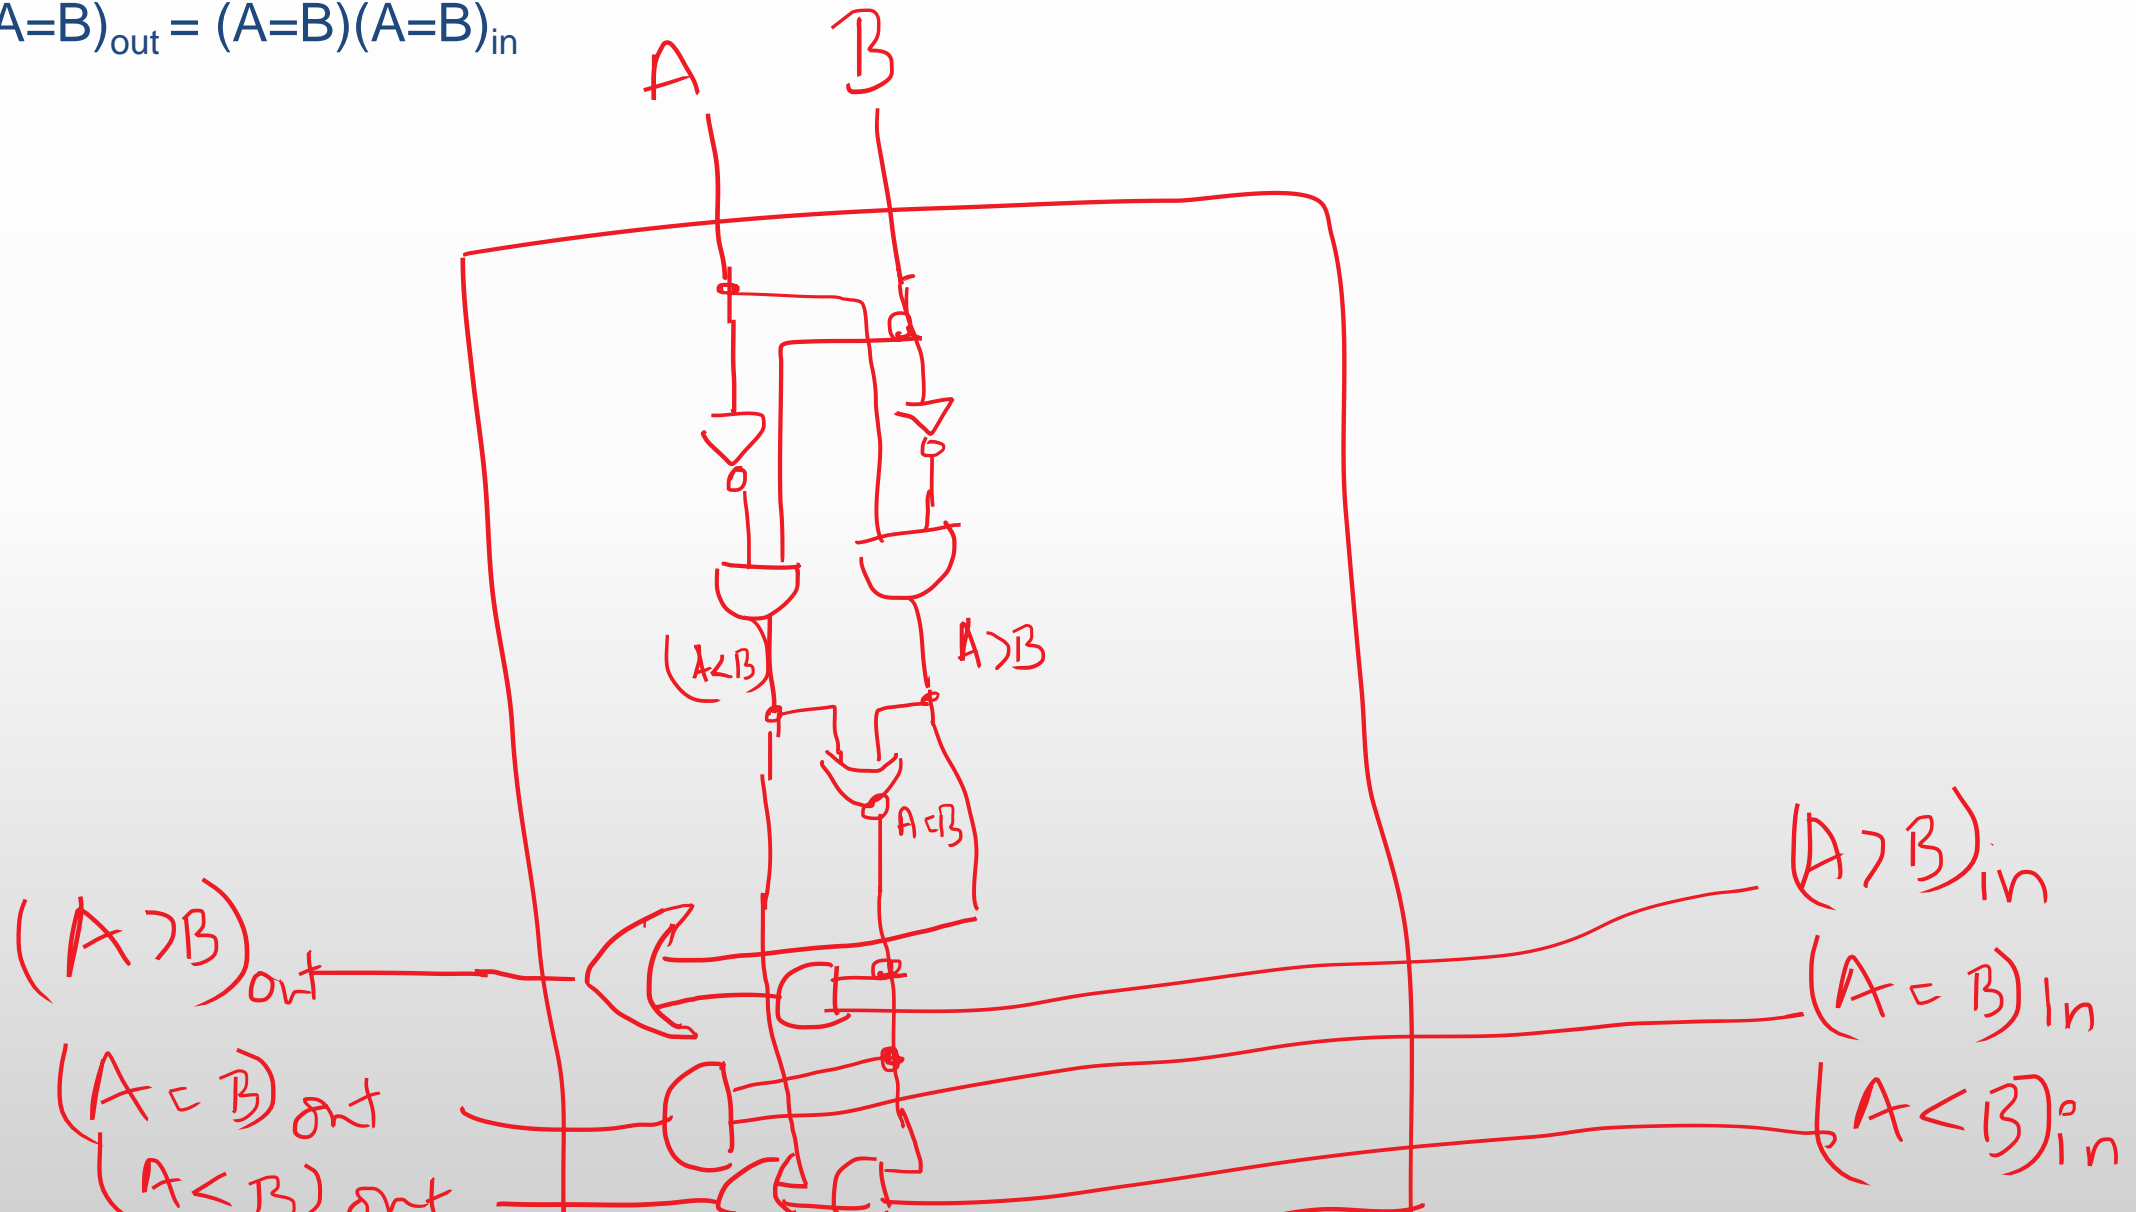 A=B)out = (A=B)(A=B)in
A B
(A<B) A>B
A=B
(A>B)in
(A>B)out
(A=B)in
(A=B)out
(A<B)in
(A<B)out